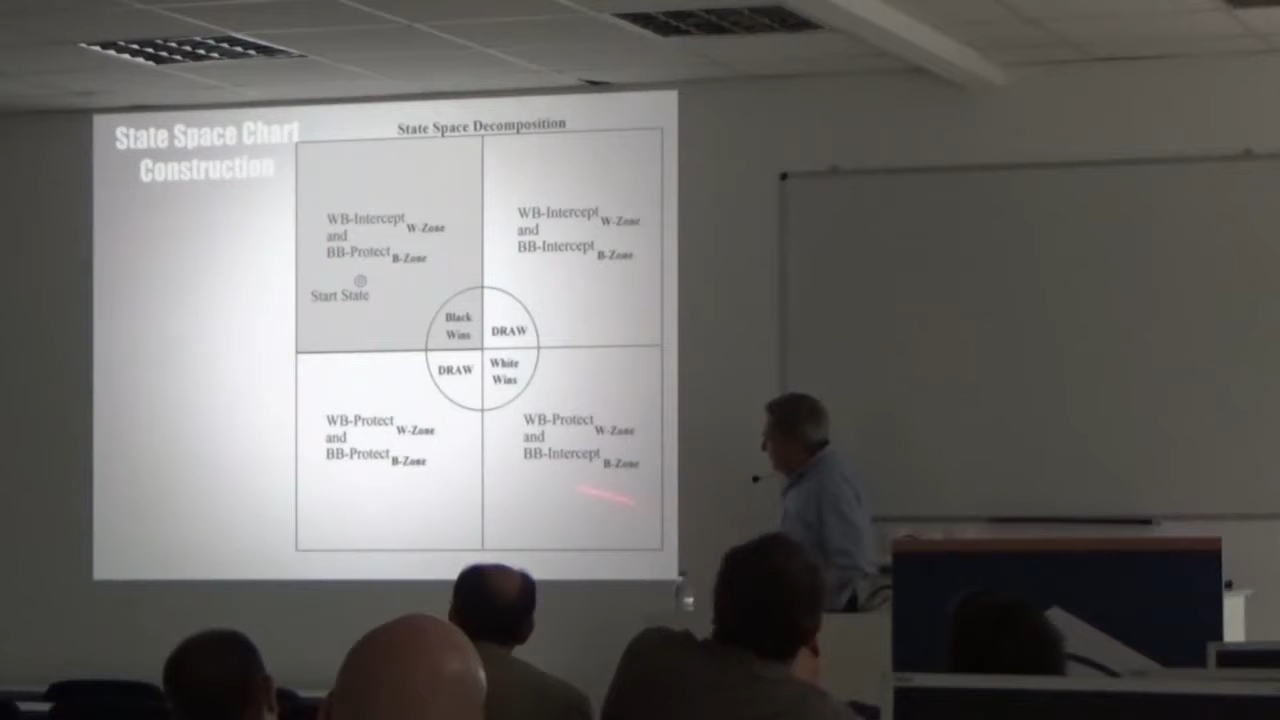 State Space Chart
Construction
State Space Decomposition
WB-Intercept W-Zone
and
BB-Protect B-Zone
Start State
WB-Intercept W-Zone
and
BB-Intercept B-Zone
Black
Wins
DRAW
DRAW
White
Wins
WB-Protect W-Zone
and
BB-Protect B-Zone
WB-Protect W-Zone
and
BB-Intercept B-Zone